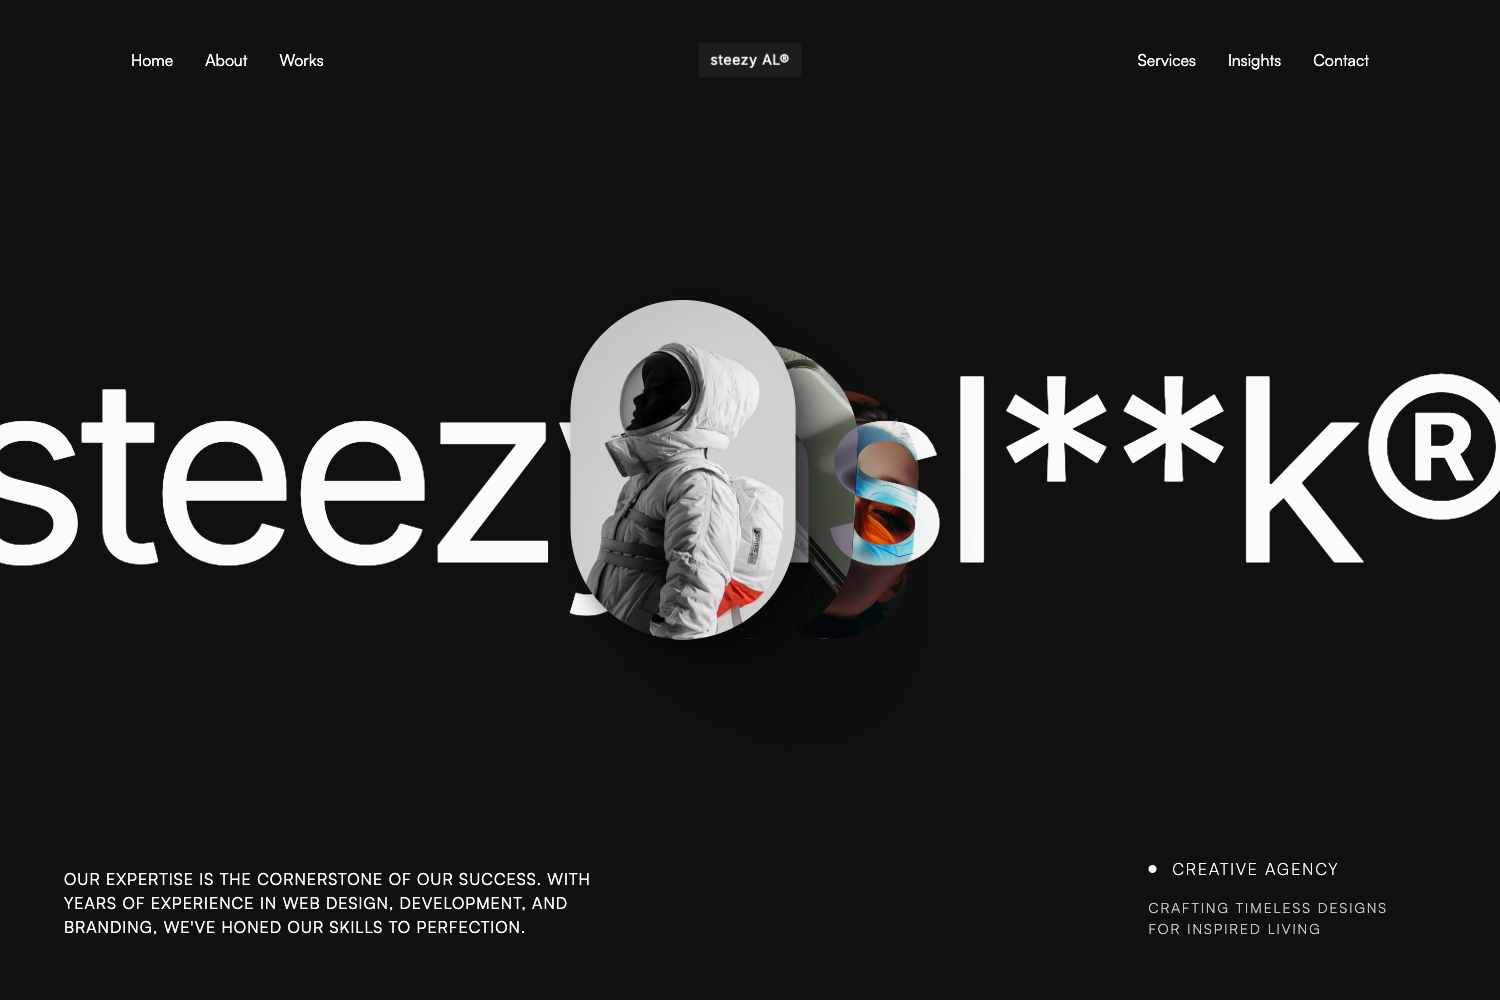 Home About Works steezy AL® Services Insights Contact
steezy sl**k®
OUR EXPERTISE IS THE CORNERSTONE OF OUR SUCCESS. WITH
YEARS OF EXPERIENCE IN WEB DESIGN, DEVELOPMENT, AND
BRANDING, WE'VE HONED OUR SKILLS TO PERFECTION.
CREATIVE AGENCY
CRAFTING TIMELESS DESIGNS
FOR INSPIRED LIVING